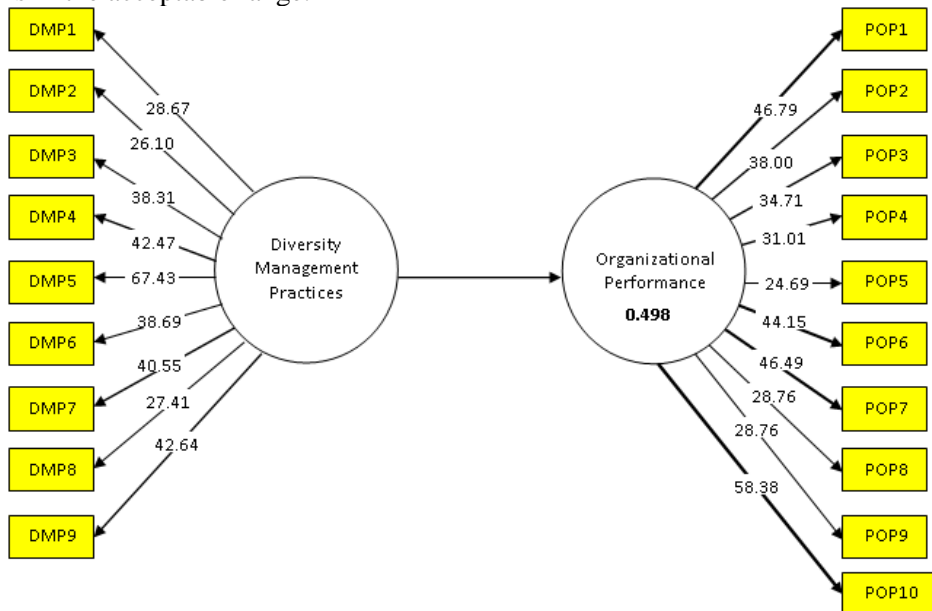 DMP1
DMP2
DMP3
DMP4
DMP5
DMP6
DMP7
DMP8
DMP9
28.67
26.10
38.31
42.47
67.43
38.69
40.55
27.41
42.64
Diversity
Management
Practices
Organizational
Performance
0.498
46.79
38.00
34.71
31.01
24.69
44.15
46.49
28.76
28.76
58.38
POP1
POP2
POP3
POP4
POP5
POP6
POP7
POP8
POP9
POP10